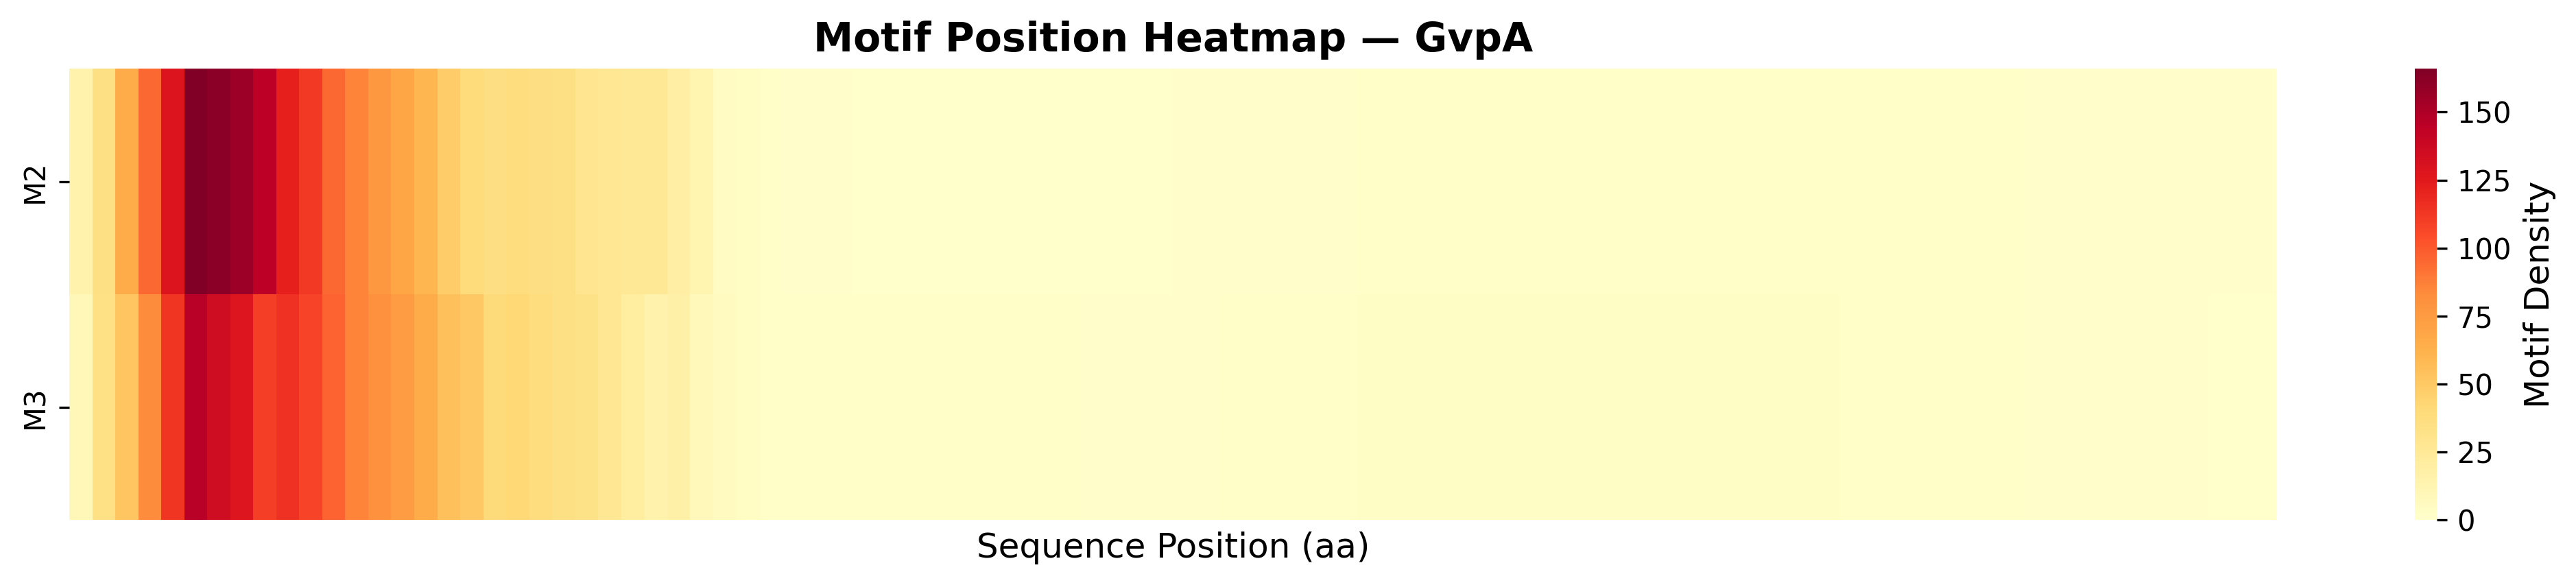 Motif Position Heatmap — GvpA
M2
M3
Sequence Position (aa)
150
125
100
75
50
25
0
Motif Density